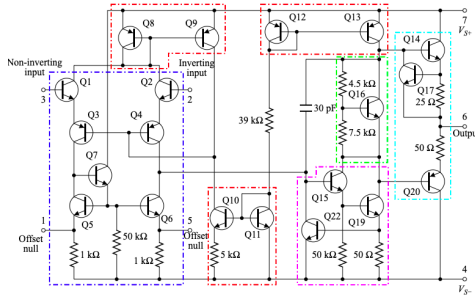 Q8
Q9
Q12
Q13
Q14
V_S+
Non-inverting
input
Inverting
input
Q1
Q2
3
2
4.5 kΩ
Q16
Q17
25 Ω
Q3
Q4
39 kΩ
30 pF
7.5 kΩ
6
Output
Q7
50 Ω
Q15
Q20
1
Q5
Q6
5
Q10
Q11
Q22
Q19
Offset
null
Offset
null
50 kΩ
1 kΩ
1 kΩ
5 kΩ
50 kΩ
50 Ω
4
V_S−